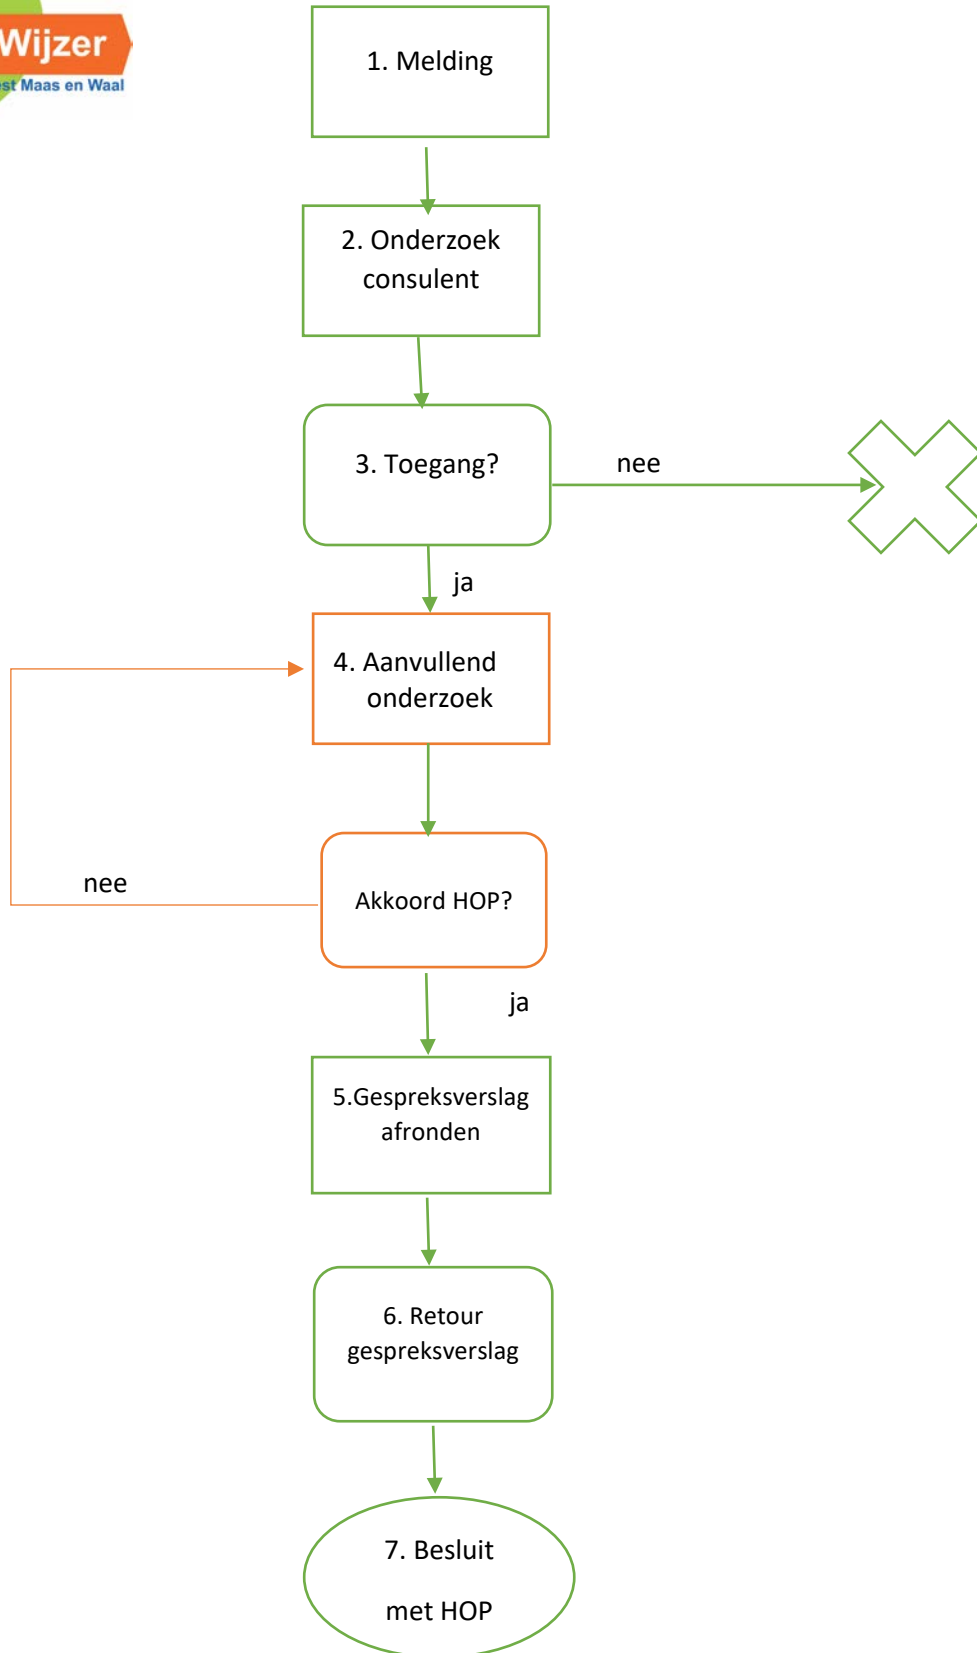 Wijzer
st Maas en Waal
1. Melding
2. Onderzoek
consulent
3. Toegang?
nee
ja
4. Aanvullend
onderzoek
nee
Akkoord HOP?
ja
5.Gespreksverslag
afronden
6. Retour
gespreksverslag
7. Besluit
met HOP